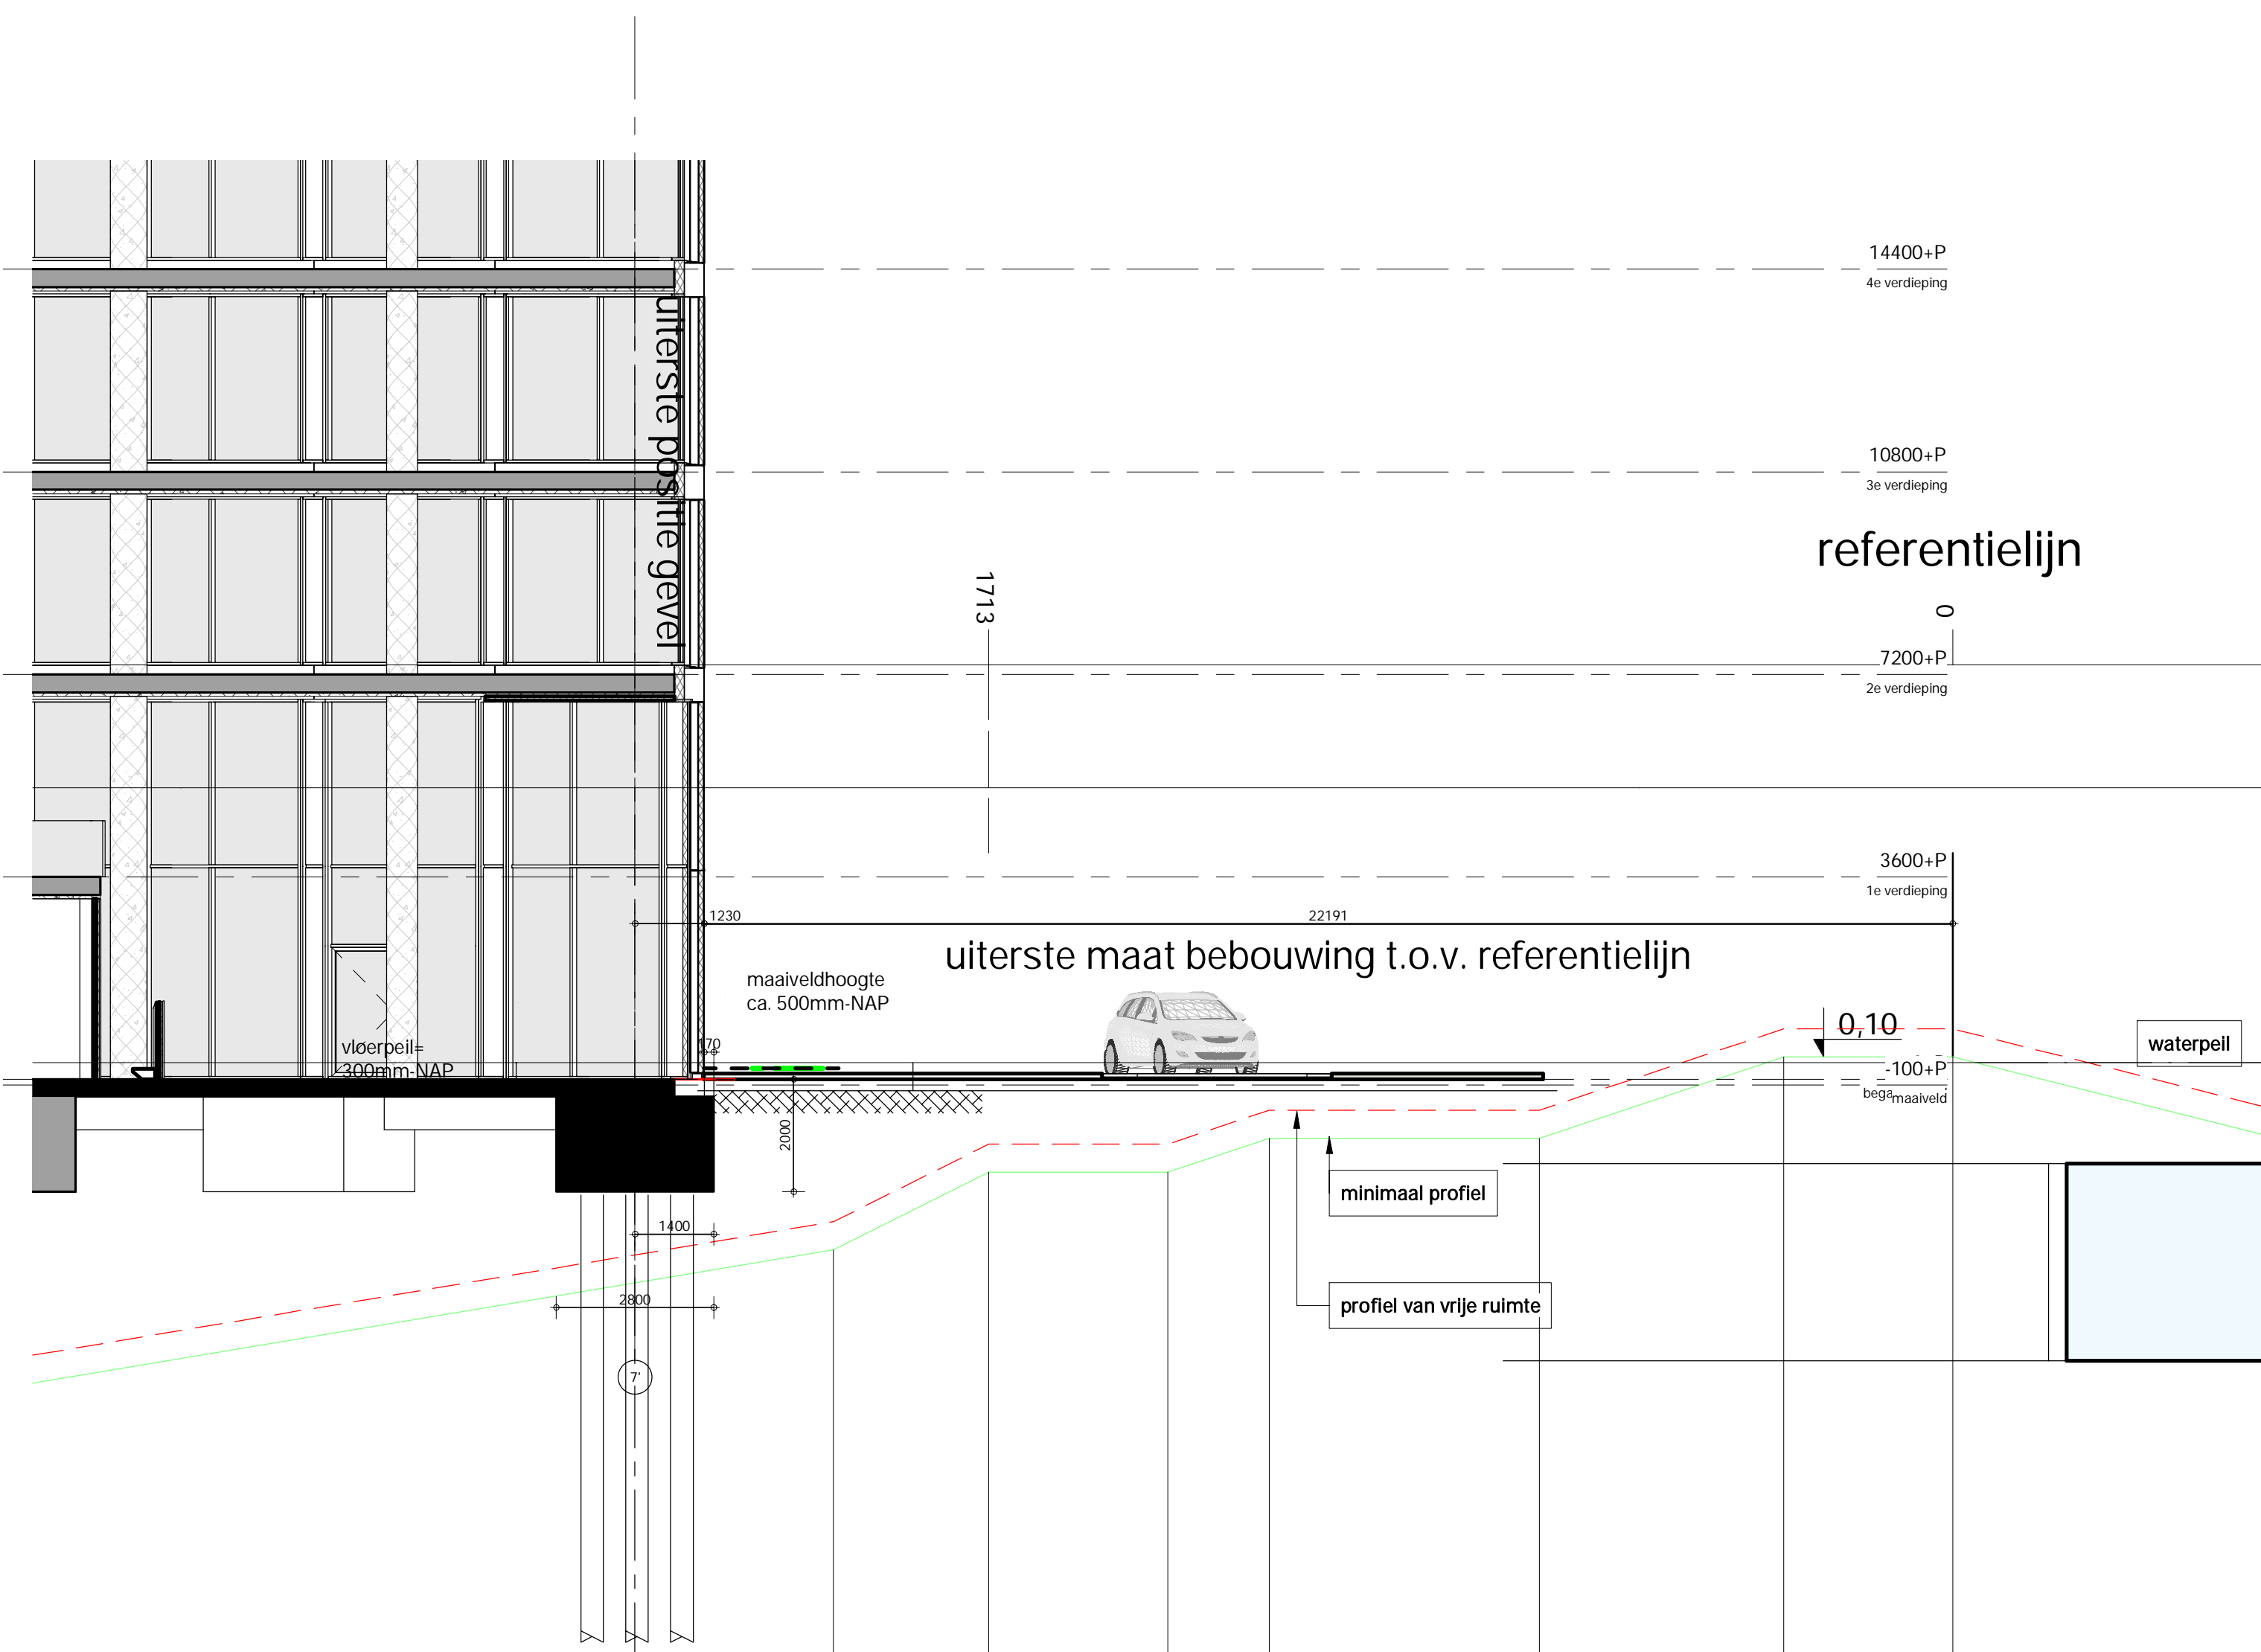 14400+P
4e verdieping
uiterste positie gevel
10800+P
3e verdieping
referentielijn
1713
0
7200+P
2e verdieping
3600+P
1e verdieping
1230
22191
uiterste maat bebouwing t.o.v. referentielijn
maaiveldhoogte
ca. 500mm-NAP
0,10
waterpeil
170
vloerpeil=
300mm-NAP
-100+P
bega
maaiveld
2000
minimaal profiel
1400
profiel van vrije ruimte
2800
7'